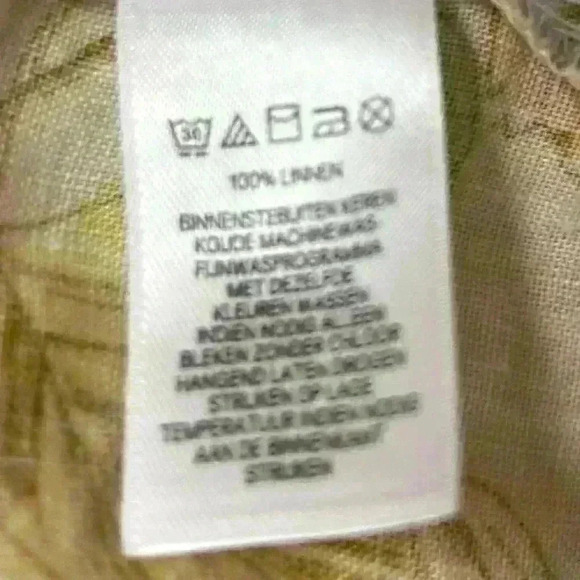 30
100% LINNEN
BINNENSTEBUITEN KEREN
KOUDE MACHINEWAS
FIJNWASPROGRAMMA
MET DEZELFDE
KLEUREN WASSEN
INDIEN NODIG ALLEEN
BLEKEN ZONDER CHLOOR
HANGEND LATEN DROGEN
STRIJKEN OP LAGE
TEMPERATUUR INDIEN NODIG
AAN DE BINNENKANT
STRIJKEN